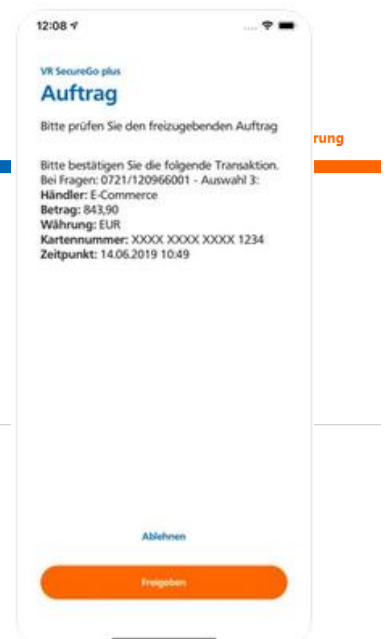 12:08
VR SecureGo plus
Auftrag
Bitte prüfen Sie den freizugebenden Auftrag
rung
Bitte bestätigen Sie die folgende Transaktion.
Bei Fragen: 0721/120966001 - Auswahl 3:
Händler: E-Commerce
Betrag: 843,90
Währung: EUR
Kartennummer: XXXX XXXX XXXX 1234
Zeitpunkt: 14.06.2019 10:49
Ablehnen
Freigeben